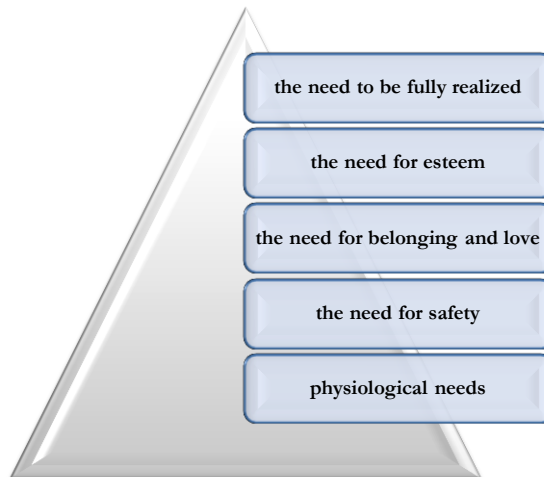 the need to be fully realized
the need for esteem
the need for belonging and love
the need for safety
physiological needs